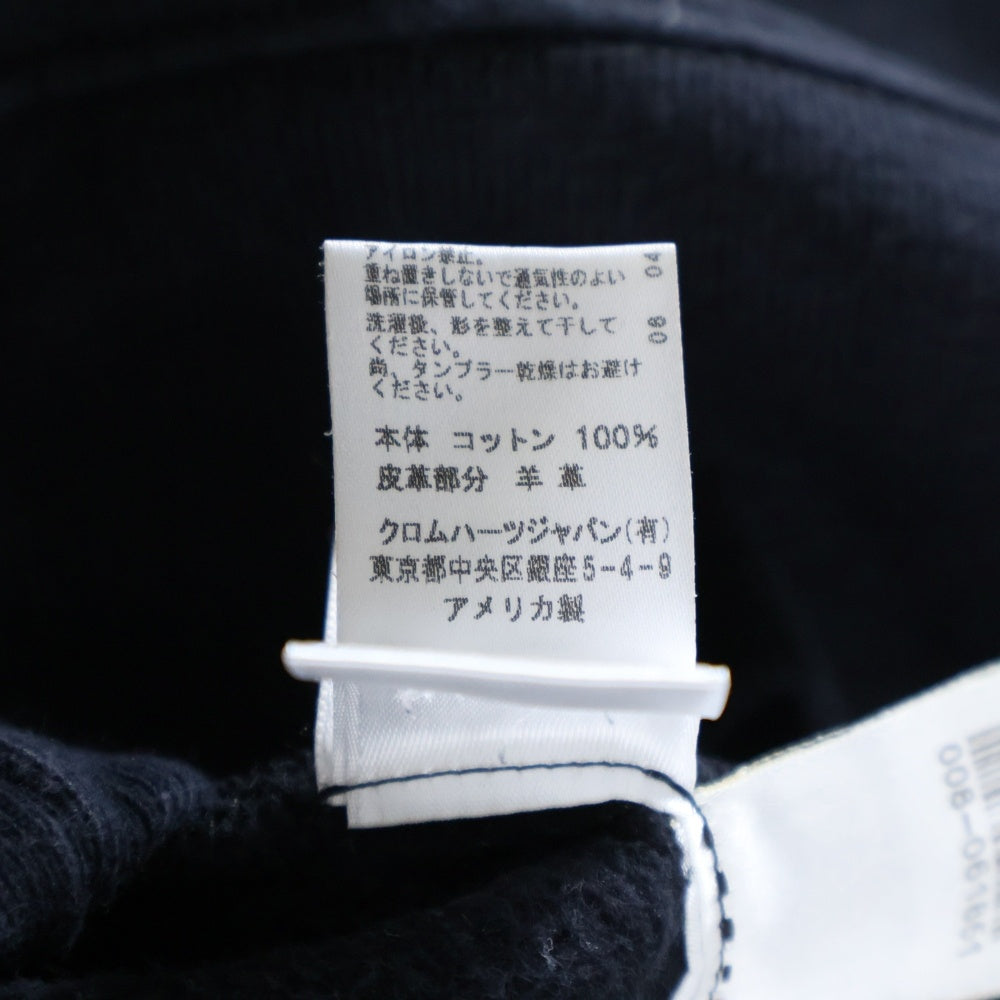 アイロン禁止。
重ね置きしないで通気性のよい
場所に保管してください。
洗濯後、形を整えて干して
ください。
尚、タンブラー乾燥はお避け
ください。
04
06
本体 コットン 100%
皮革部分 羊革
クロムハーツジャパン(有)
東京都中央区銀座5-4-9
アメリカ製
008-061861